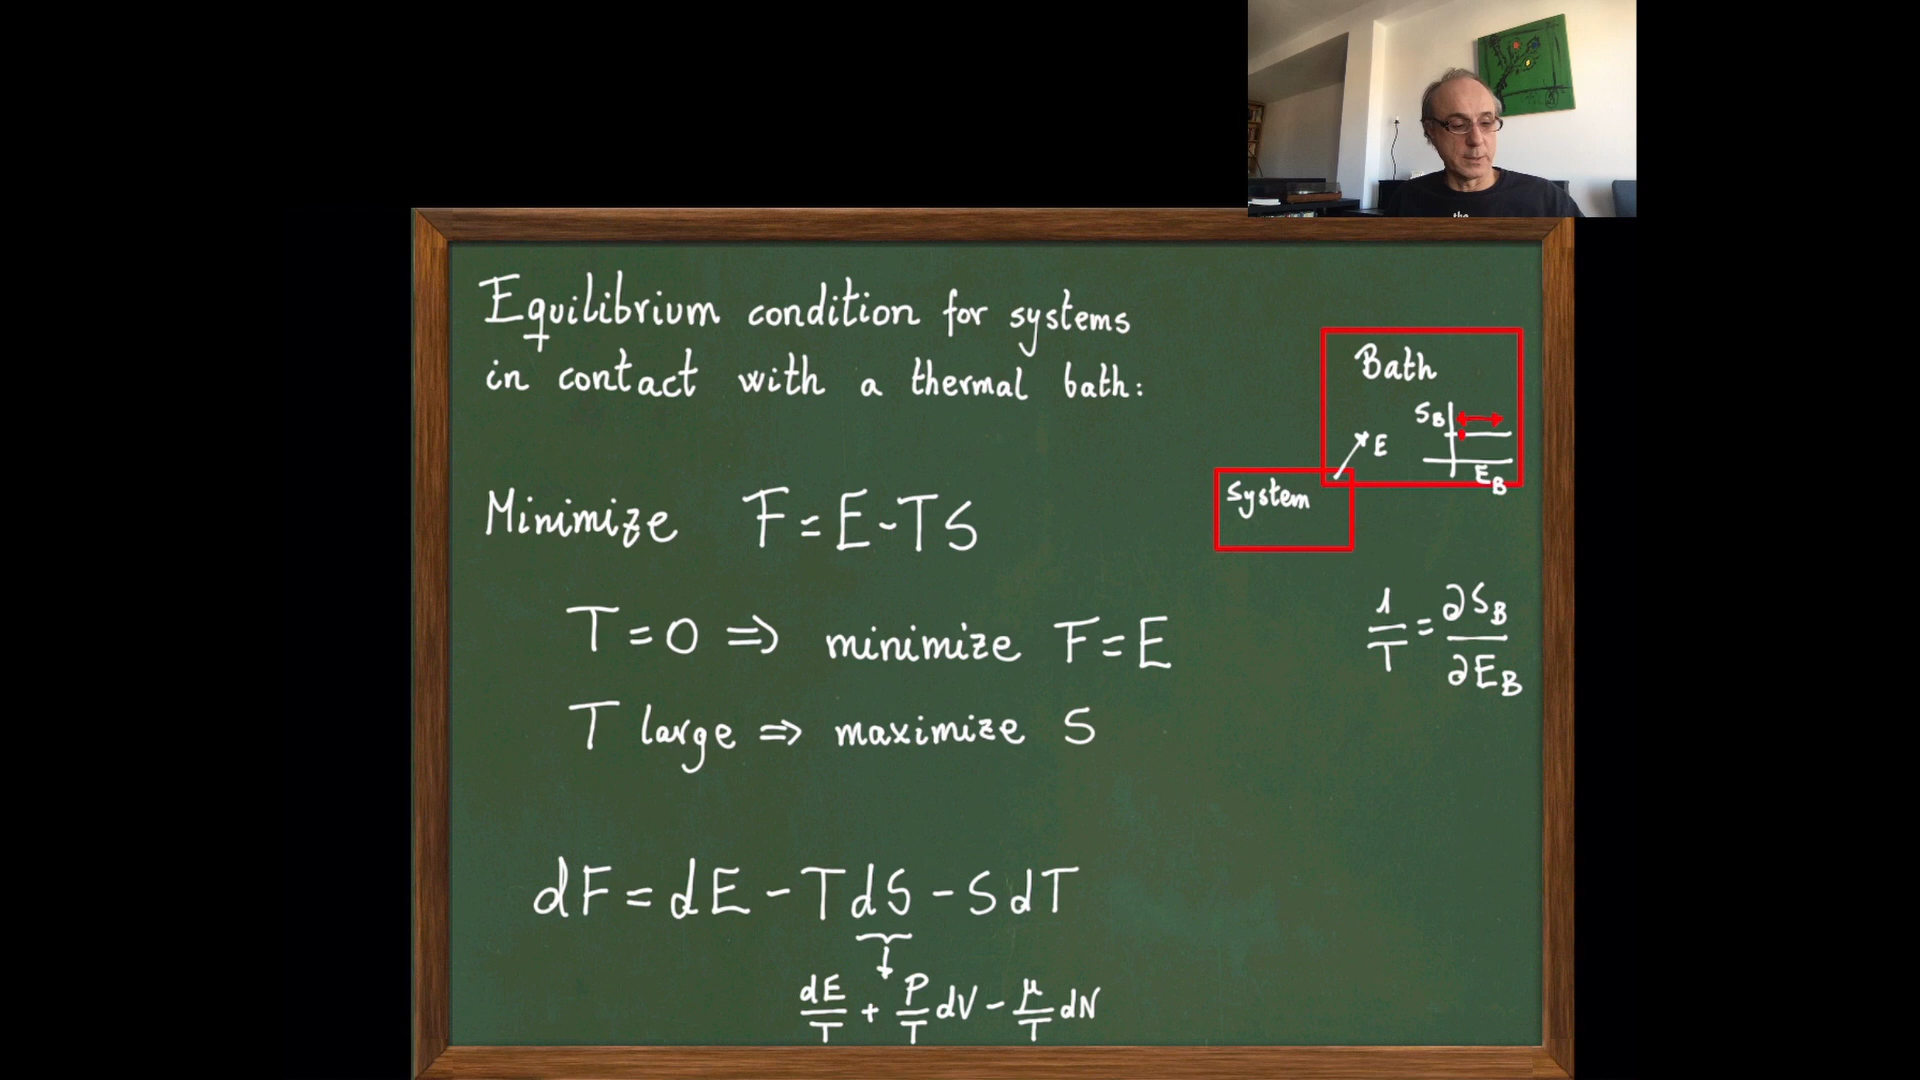 the
Equilibrium condition for systems
in contact with a thermal bath:
Bath
S_B
E
E_B
System
Minimize F=E-TS
1/T = ∂S_B/∂E_B
T=0 ⇒ minimize F=E
T large ⇒ maximize S
dF=dE-TdS-SdT
dE/T + P/T dV - μ/T dN